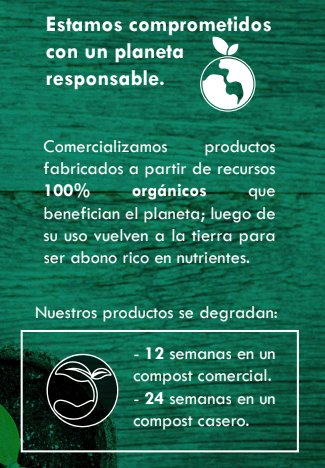 Estamos comprometidos
con un planeta
responsable.
Comercializamos productos
fabricados a partir de recursos
100% orgánicos que
benefician el planeta; luego de
su uso vuelven a la tierra para
ser abono rico en nutrientes.
Nuestros productos se degradan:
- 12 semanas en un
compost comercial.
- 24 semanas en un
compost casero.